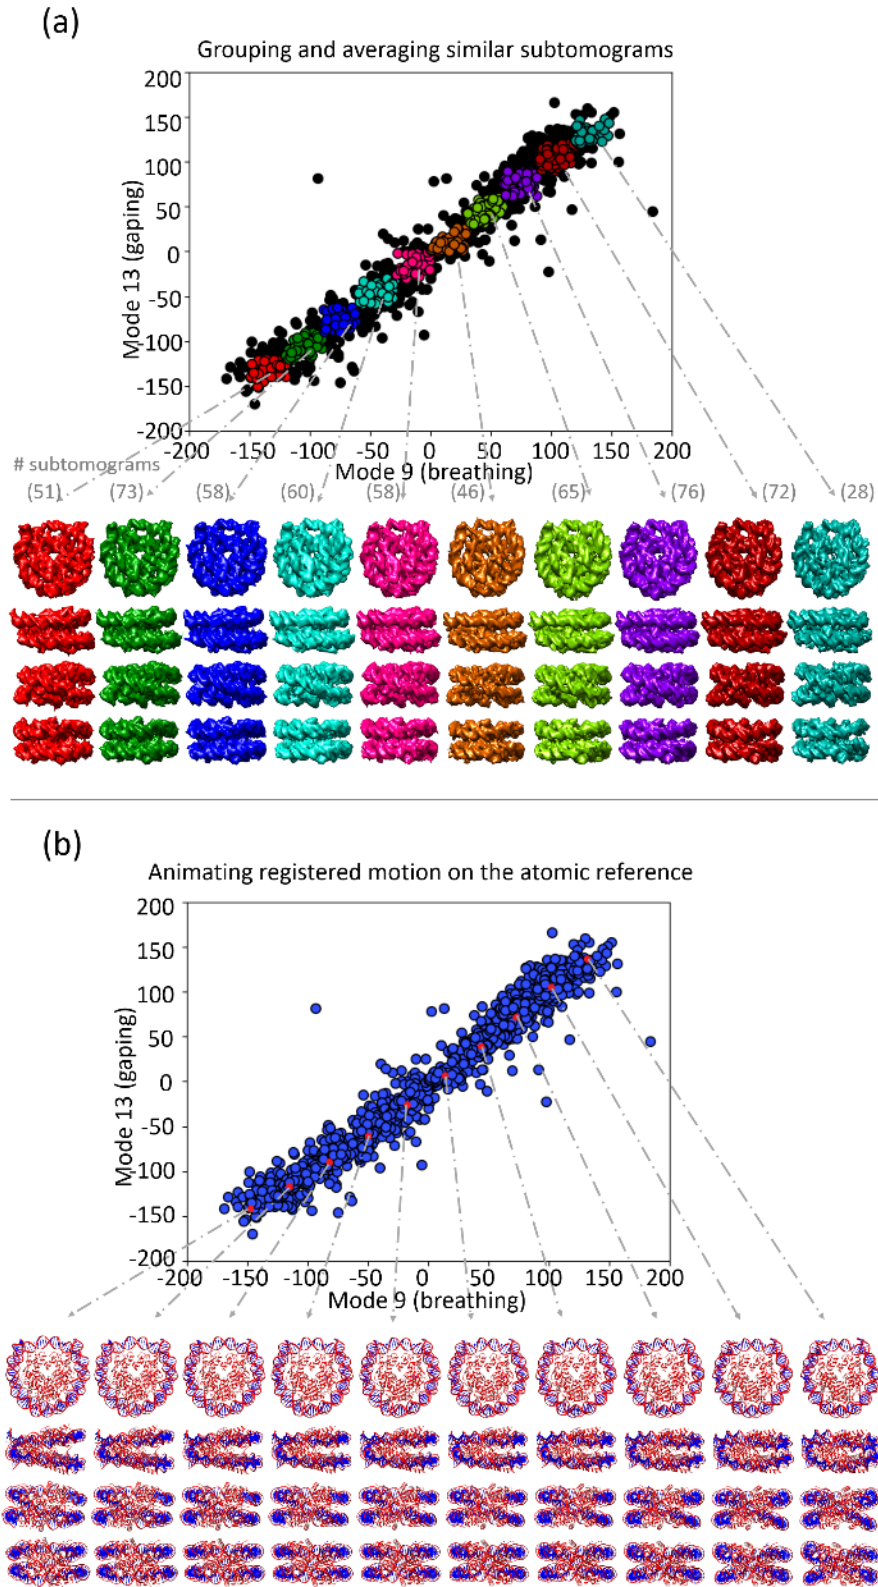 (a)
Grouping and averaging similar subtomograms
Mode 13 (gaping)
200
150
100
50
0
-50
-100
-150
-200
-200 -150 -100 -50 0 50 100 150 200
Mode 9 (breathing)
# subtomograms
(51) (73) (58) (60) (58) (46) (65) (76) (72) (28)
(b)
Animating registered motion on the atomic reference
Mode 13 (gaping)
200
150
100
50
0
-50
-100
-150
-200
-200 -150 -100 -50 0 50 100 150 200
Mode 9 (breathing)